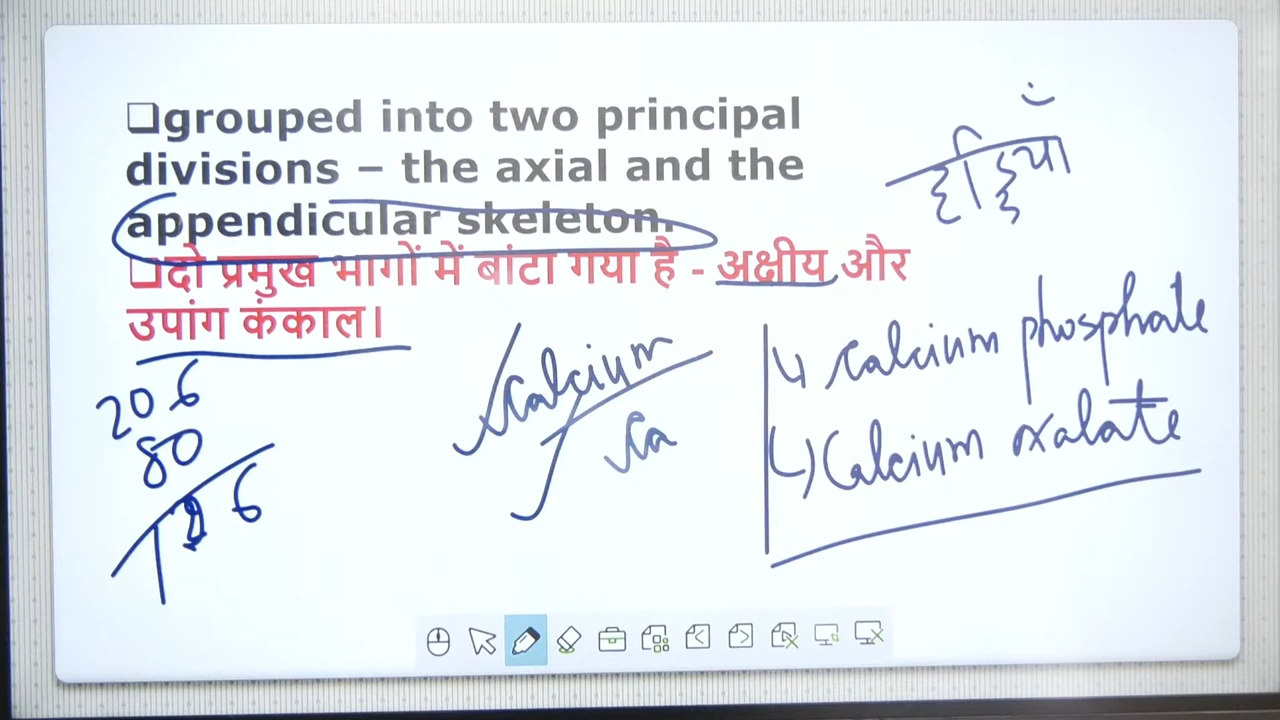 ❑grouped into two principal
divisions – the axial and the
appendicular skeleton.
❑दो प्रमुख भागों में बांटा गया है - अक्षीय और
उपांग कंकाल।
हड्डियां
206
80
126
Calcium
Ca
Calcium phosphate
Calcium oxalate